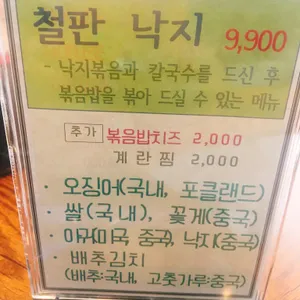 철판 낙지 9,900
- 낙지볶음과 칼국수를 드신 후
볶음밥을 볶아 드실 수 있는 메뉴
추가 볶음밥치즈 2,000
계란찜 2,000
· 오징어(국내, 포클랜드)
· 쌀(국내), 꽃게(중국)
· 아귀(미국, 중국, 낙지(중국)
· 배추김치
(배추:국내, 고춧가루:중국)